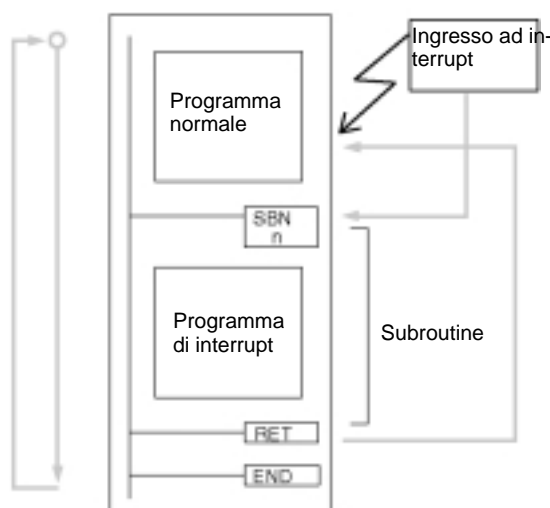 Ingresso ad in-
terrupt
Programma
normale
SBN
n
Programma
di interrupt
Subroutine
RET
END